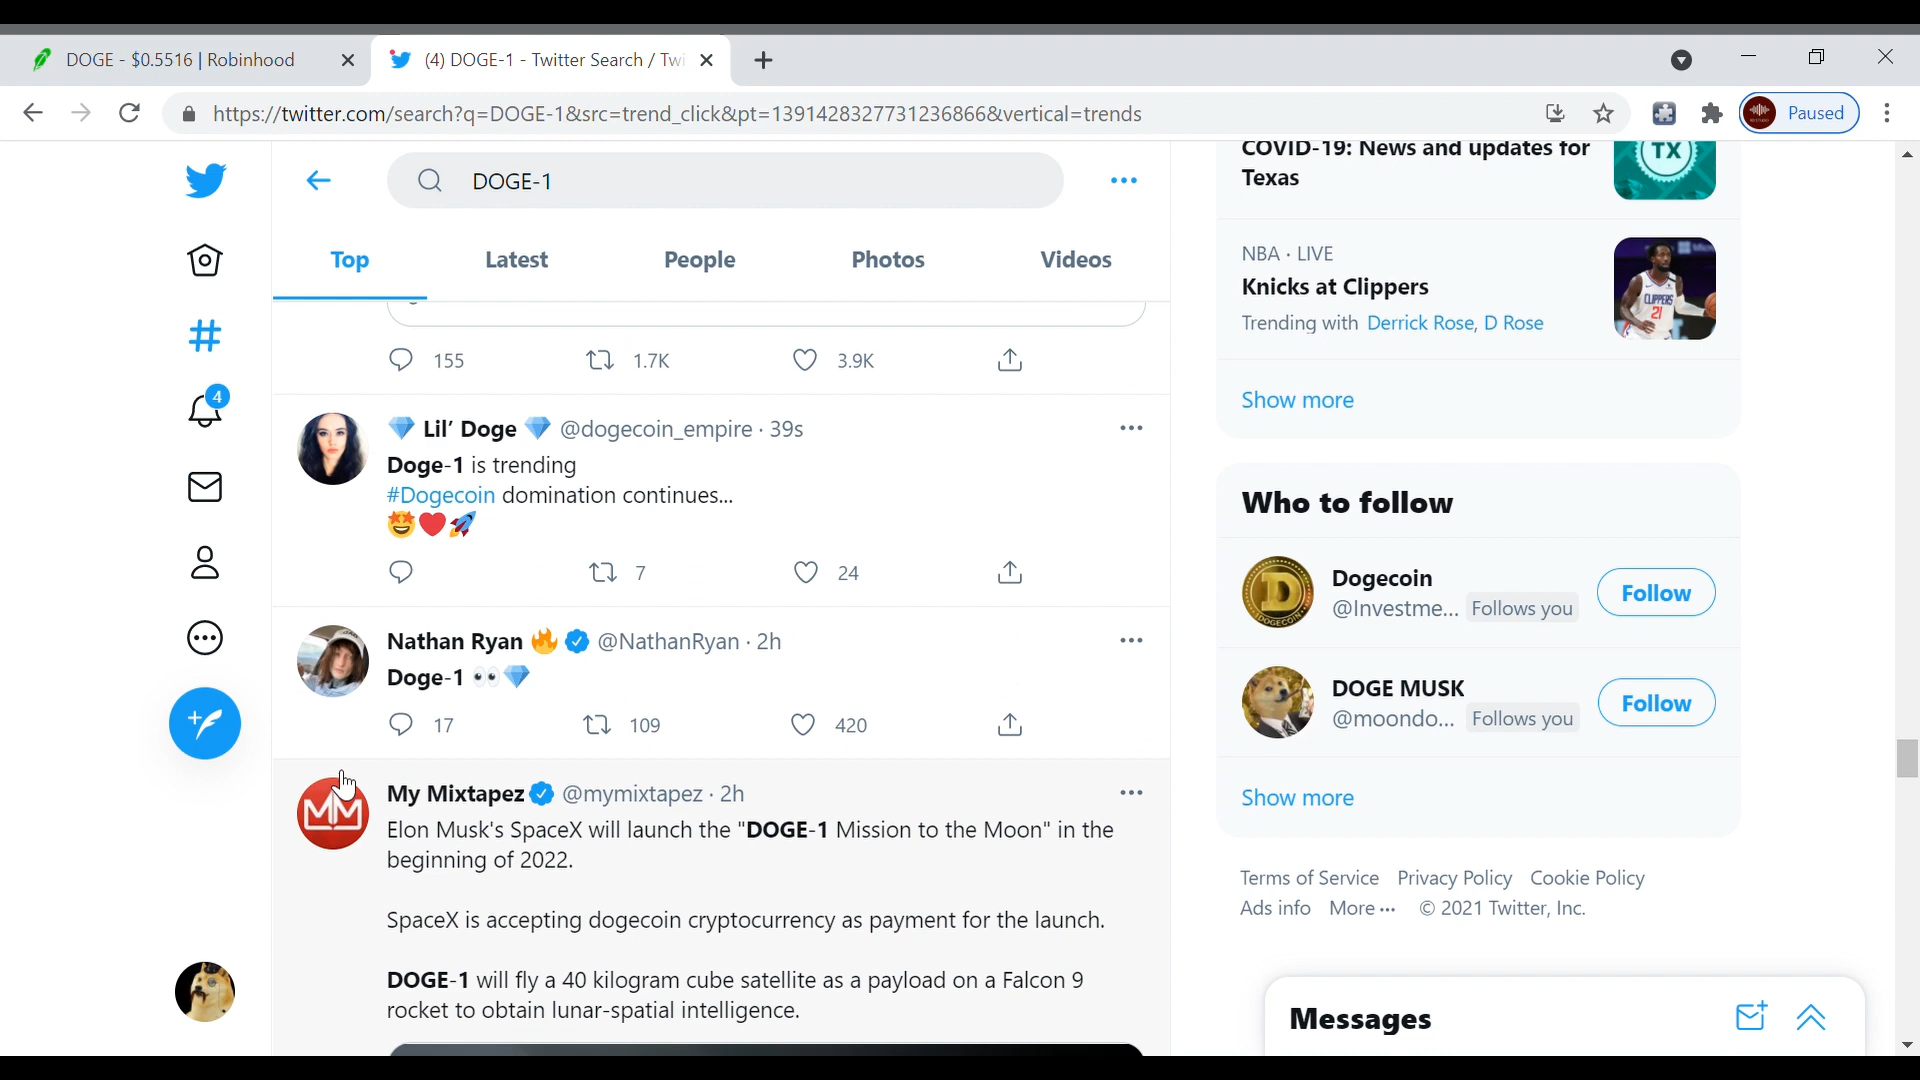 DOGE - $0.5516 | Robinhood
(4) DOGE-1 - Twitter Search / Twi
https://twitter.com/search?q=DOGE-1&src=trend_click&pt=1391428327731236866&vertical=trends
Paused
DOGE-1
Top
Latest
People
Photos
Videos
155
1.7K
3.9K
Lil' Doge @dogecoin_empire · 39s
Doge-1 is trending
#Dogecoin domination continues...
7
24
Nathan Ryan @NathanRyan · 2h
Doge-1
17
109
420
My Mixtapez @mymixtapez · 2h
Elon Musk's SpaceX will launch the "DOGE-1 Mission to the Moon" in the
beginning of 2022.
SpaceX is accepting dogecoin cryptocurrency as payment for the launch.
DOGE-1 will fly a 40 kilogram cube satellite as a payload on a Falcon 9
rocket to obtain lunar-spatial intelligence.
4
MM
COVID-19: News and updates for
Texas
TX
NBA · LIVE
Knicks at Clippers
Trending with Derrick Rose, D Rose
CLIPPERS
21
Show more
Who to follow
Dogecoin
@Investme... Follows you
Follow
DOGE MUSK
@moondo... Follows you
Follow
Show more
Terms of Service Privacy Policy Cookie Policy
Ads info More ··· © 2021 Twitter, Inc.
Messages